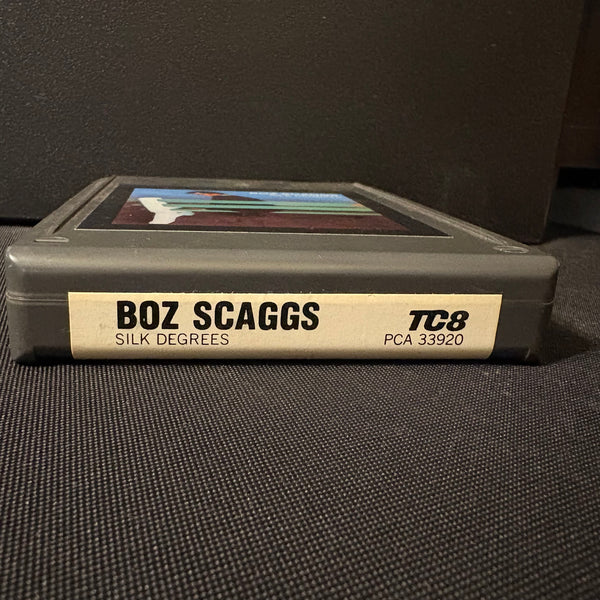 BOZ SCAGGS
SILK DEGREES
TC8
PCA 33920